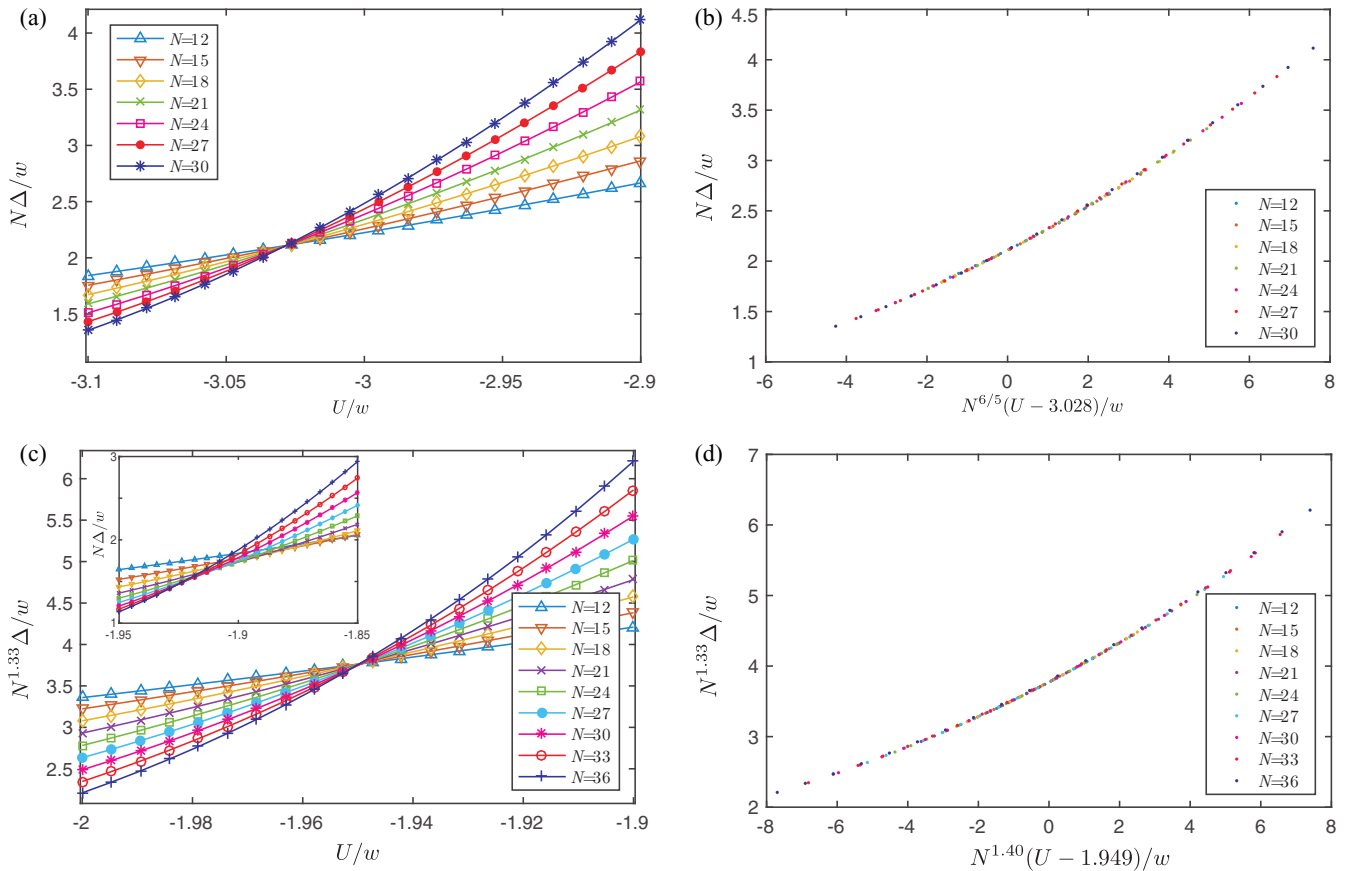 (a)
4
3.5
3
2.5
2
1.5
NΔ/w
N=12
N=15
N=18
N=21
N=24
N=27
N=30
-3.1
-3.05
-3
-2.95
-2.9
U/w
(b)
4.5
4
3.5
3
2.5
2
1.5
1
NΔ/w
N=12
N=15
N=18
N=21
N=24
N=27
N=30
-6
-4
-2
0
2
4
6
8
N^{6/5}(U − 3.028)/w
(c)
6
5.5
5
4.5
4
3.5
3
2.5
N^{1.33}Δ/w
3
2
1
NΔ/w
-1.95
-1.9
-1.85
N=12
N=15
N=18
N=21
N=24
N=27
N=30
N=33
N=36
-2
-1.98
-1.96
-1.94
-1.92
-1.9
U/w
(d)
7
6
5
4
3
2
N^{1.33}Δ/w
N=12
N=15
N=18
N=21
N=24
N=27
N=30
N=33
N=36
-8
-6
-4
-2
0
2
4
6
8
N^{1.40}(U − 1.949)/w